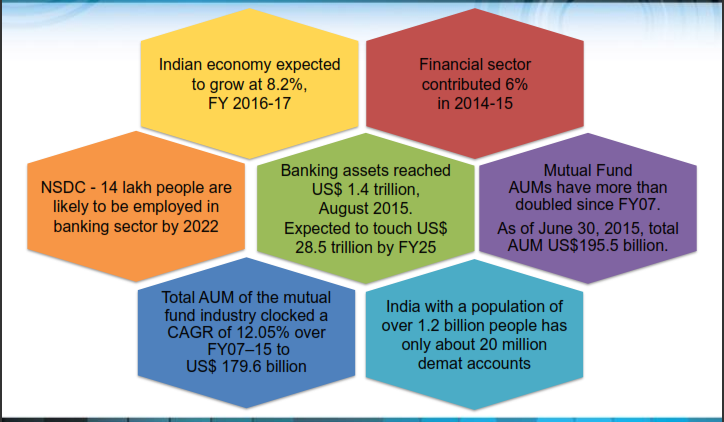 Indian economy expected
to grow at 8.2%,
FY 2016-17
Financial sector
contributed 6%
in 2014-15
NSDC - 14 lakh people are
likely to be employed in
banking sector by 2022
Banking assets reached
US$ 1.4 trillion,
August 2015.
Expected to touch US$
28.5 trillion by FY25
Mutual Fund
AUMs have more than
doubled since FY07.
As of June 30, 2015, total
AUM US$195.5 billion.
Total AUM of the mutual
fund industry clocked a
CAGR of 12.05% over
FY07–15 to
US$ 179.6 billion
India with a population of
over 1.2 billion people has
only about 20 million
demat accounts